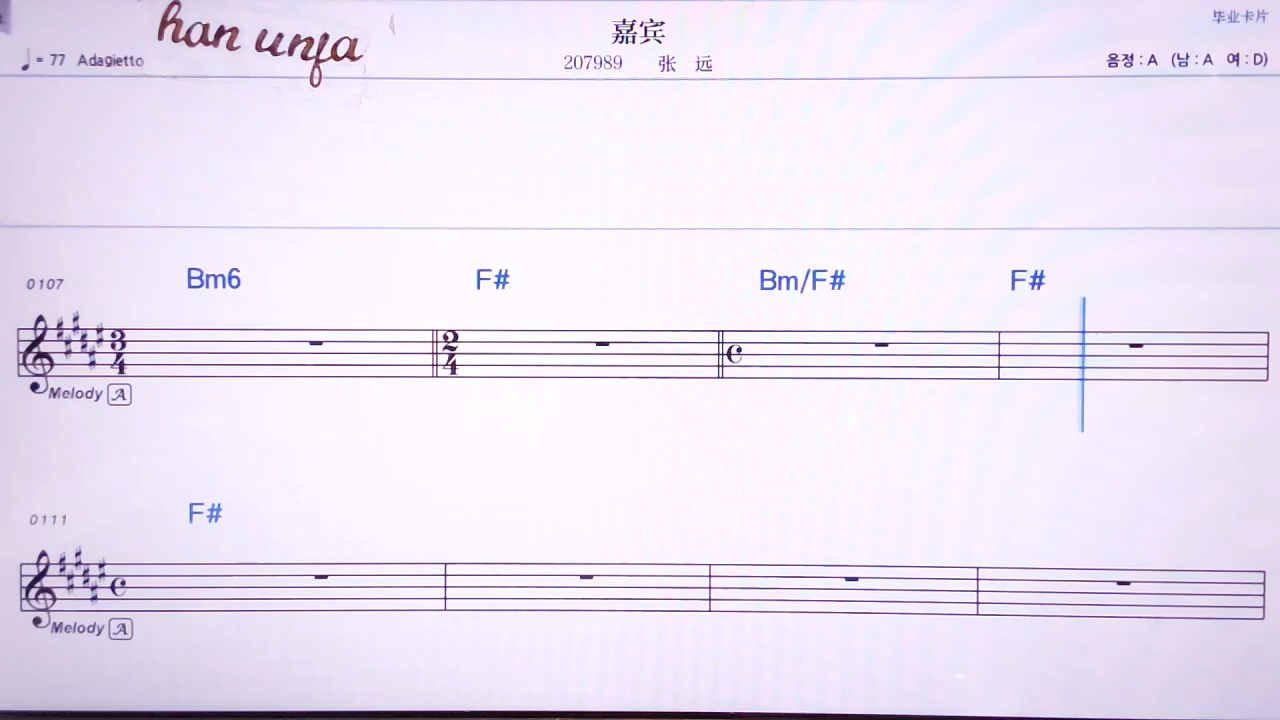 han unfa
嘉宾
毕业卡片
♩ = 77 Adagietto
207989 张 远
음정 : A (남 : A 여 : D)
0107 Bm6 F# Bm/F# F#
3/4 2/4
Melody A
0111 F#
Melody A